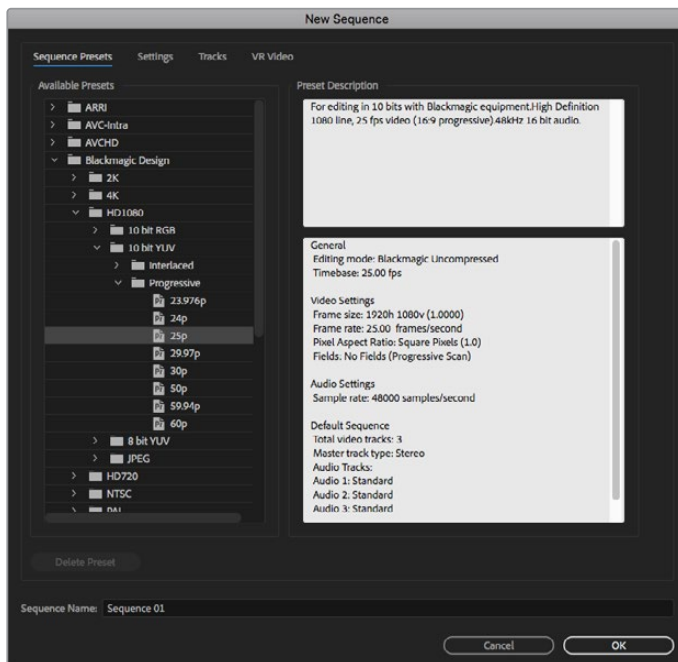 New Sequence
Sequence Presets Settings Tracks VR Video
Available Presets
ARRI
AVC-Intra
AVCHD
Blackmagic Design
2K
4K
HD1080
10 bit RGB
10 bit YUV
Interlaced
Progressive
23.976p
24p
25p
29.97p
30p
50p
59.94p
60p
8 bit YUV
JPEG
HD720
NTSC
PAL
Delete Preset
Preset Description
For editing in 10 bits with Blackmagic equipment.High Definition
1080 line, 25 fps video (16:9 progressive).48kHz 16 bit audio.
General
Editing mode: Blackmagic Uncompressed
Timebase: 25.00 fps
Video Settings
Frame size: 1920h 1080v (1.0000)
Frame rate: 25.00 frames/second
Pixel Aspect Ratio: Square Pixels (1.0)
Fields: No Fields (Progressive Scan)
Audio Settings
Sample rate: 48000 samples/second
Default Sequence
Total video tracks: 3
Master track type: Stereo
Audio Tracks:
Audio 1: Standard
Audio 2: Standard
Audio 3: Standard
Sequence Name: Sequence 01
Cancel OK